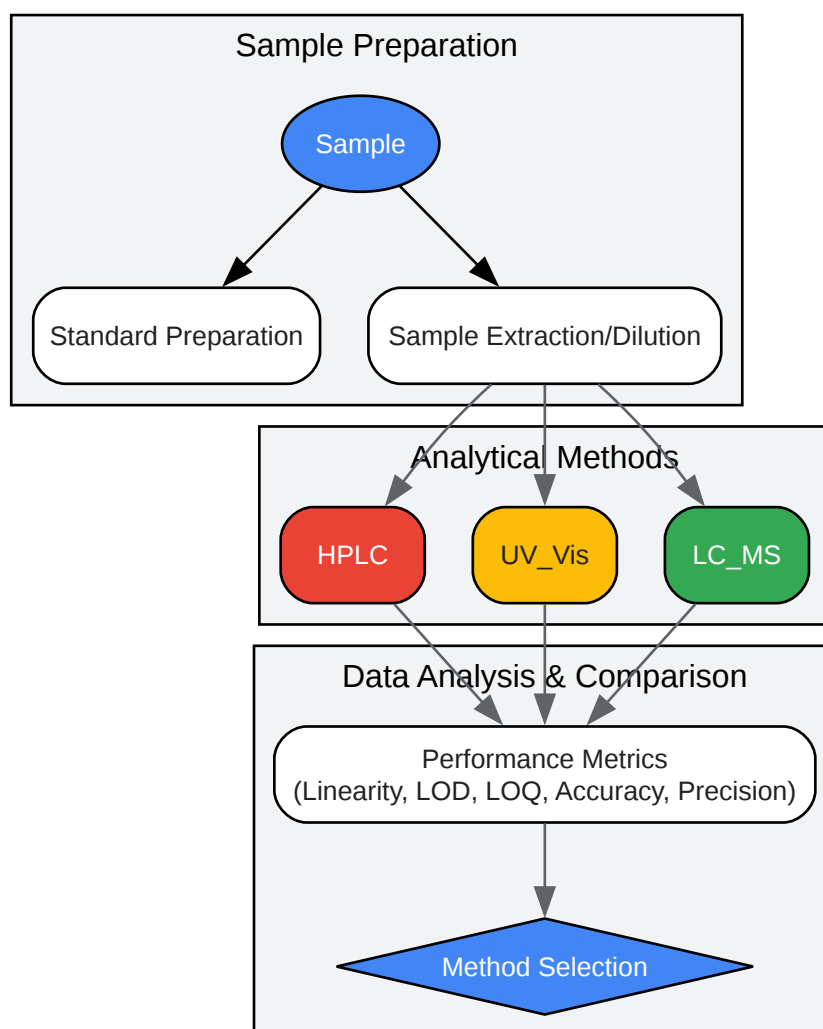 Sample Preparation
Sample
Standard Preparation
Sample Extraction/Dilution
Analytical Methods
HPLC
UV_Vis
LC_MS
Data Analysis & Comparison
Performance Metrics
(Linearity, LOD, LOQ, Accuracy, Precision)
Method Selection